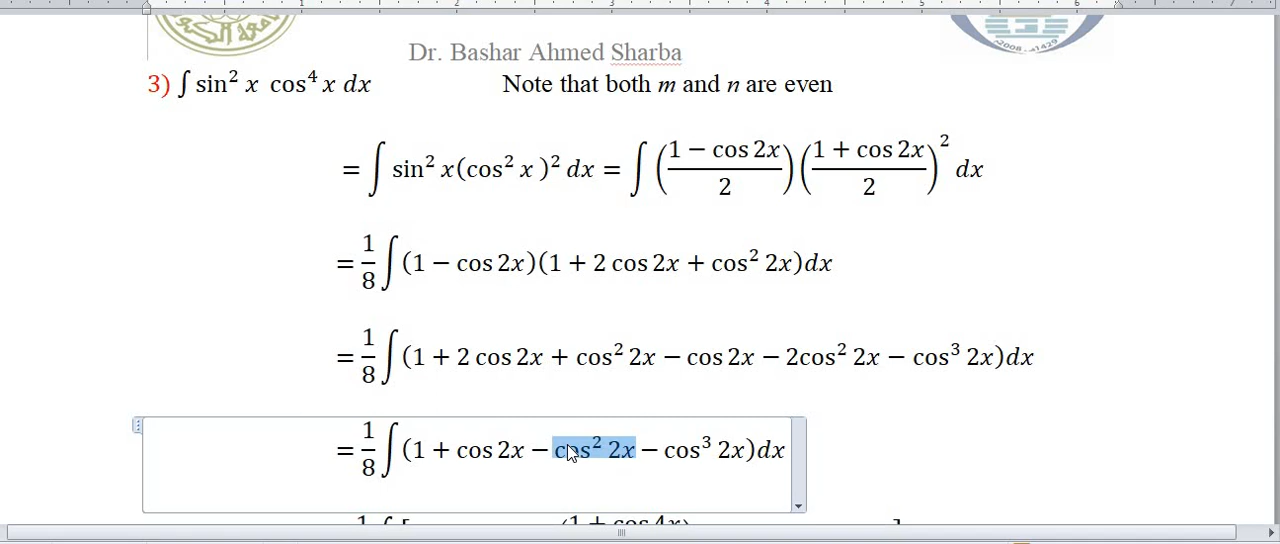 Dr. Bashar Ahmed Sharba
3) ∫ sin² x cos⁴ x dx Note that both m and n are even
= ∫ sin² x(cos² x )² dx = ∫ ((1 − cos 2x)/2) ((1 + cos 2x)/2)² dx
= 1/8 ∫ (1 − cos 2x)(1 + 2 cos 2x + cos² 2x)dx
= 1/8 ∫ (1 + 2 cos 2x + cos² 2x − cos 2x − 2cos² 2x − cos³ 2x)dx
= 1/8 ∫ (1 + cos 2x − cos² 2x − cos³ 2x)dx